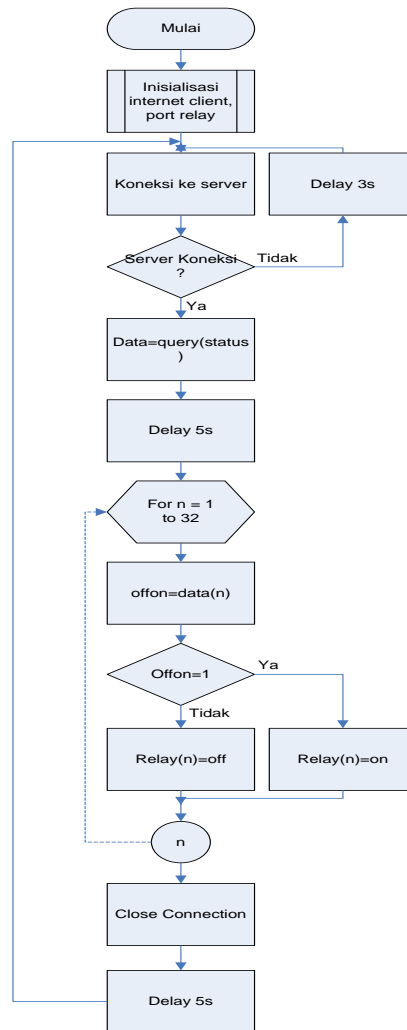 Mulai
Inisialisasi
internet client,
port relay
Koneksi ke server
Delay 3s
Server Koneksi
?
Tidak
Ya
Data=query(status
)
Delay 5s
For n = 1
to 32
offon=data(n)
Offon=1
Ya
Tidak
Relay(n)=off
Relay(n)=on
n
Close Connection
Delay 5s